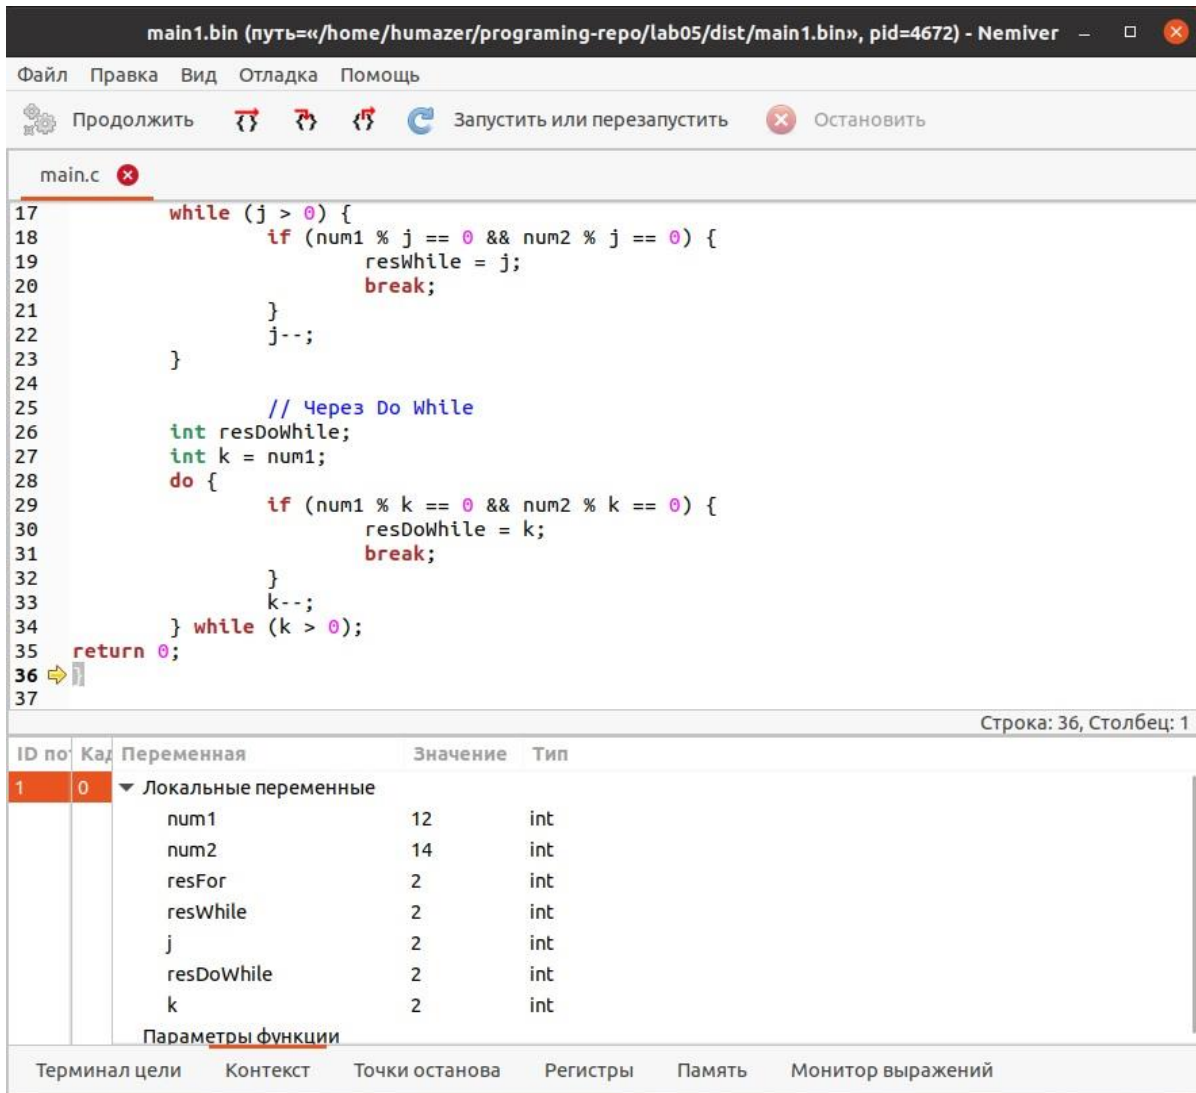 main1.bin (путь=«/home/humazer/programing-repo/lab05/dist/main1.bin», pid=4672) - Nemiver
Файл Правка Вид Отладка Помощь
Продолжить Запустить или перезапустить Остановить
main.c
17 while (j > 0) {
18 if (num1 % j == 0 && num2 % j == 0) {
19 resWhile = j;
20 break;
21 }
22 j--;
23 }
24
25 // Через Do While
26 int resDoWhile;
27 int k = num1;
28 do {
29 if (num1 % k == 0 && num2 % k == 0) {
30 resDoWhile = k;
31 break;
32 }
33 k--;
34 } while (k > 0);
35 return 0;
36 }
37
Строка: 36, Столбец: 1
ID по Кад Переменная Значение Тип
1 0 Локальные переменные
num1 12 int
num2 14 int
resFor 2 int
resWhile 2 int
j 2 int
resDoWhile 2 int
k 2 int
Параметры функции
Терминал цели Контекст Точки останова Регистры Память Монитор выражений